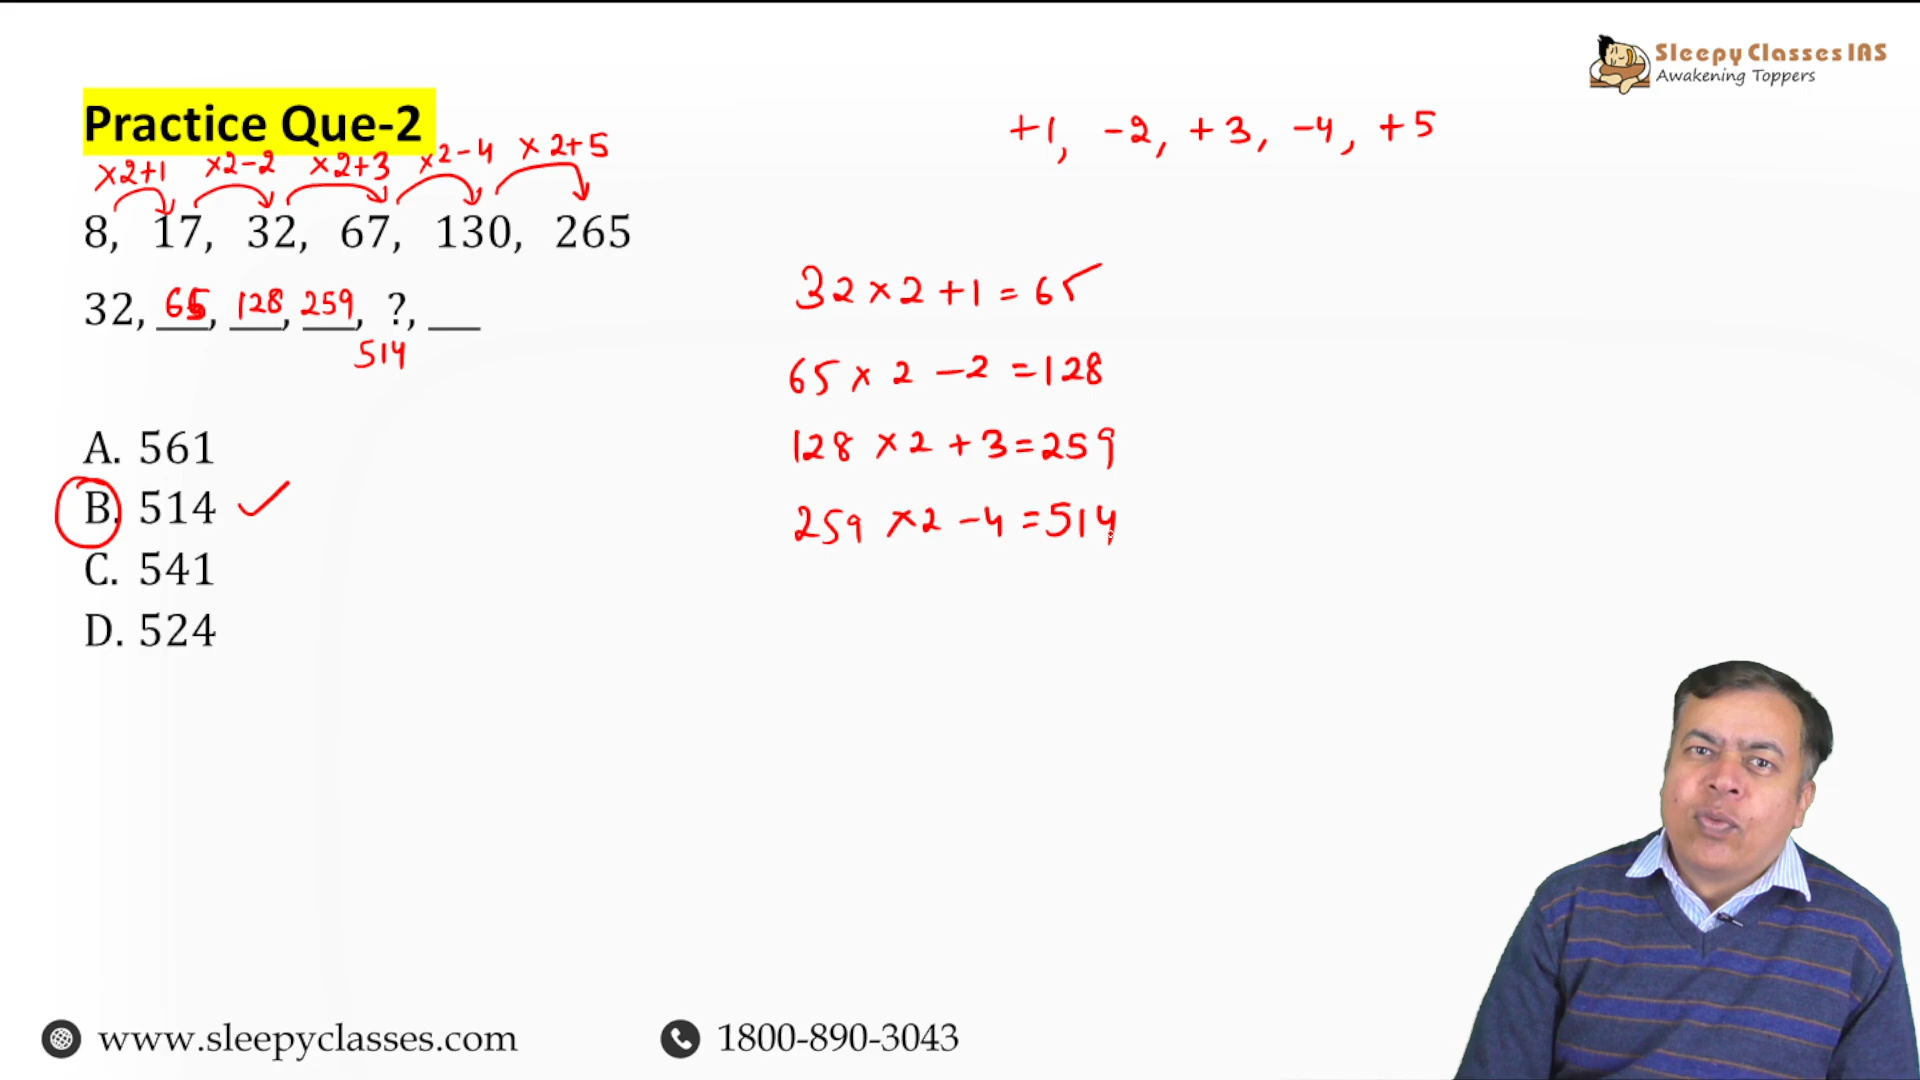 Sleepy Classes IAS
Awakening Toppers
Practice Que-2
+1, -2, +3, -4, +5
×2+1 ×2-2 ×2+3 ×2-4 ×2+5
8, 17, 32, 67, 130, 265
32, 65, 128, 259, ?, __
514
32 × 2 + 1 = 65
65 × 2 - 2 = 128
128 × 2 + 3 = 259
259 × 2 - 4 = 514
A. 561
B. 514 ✓
C. 541
D. 524
www.sleepyclasses.com 1800-890-3043